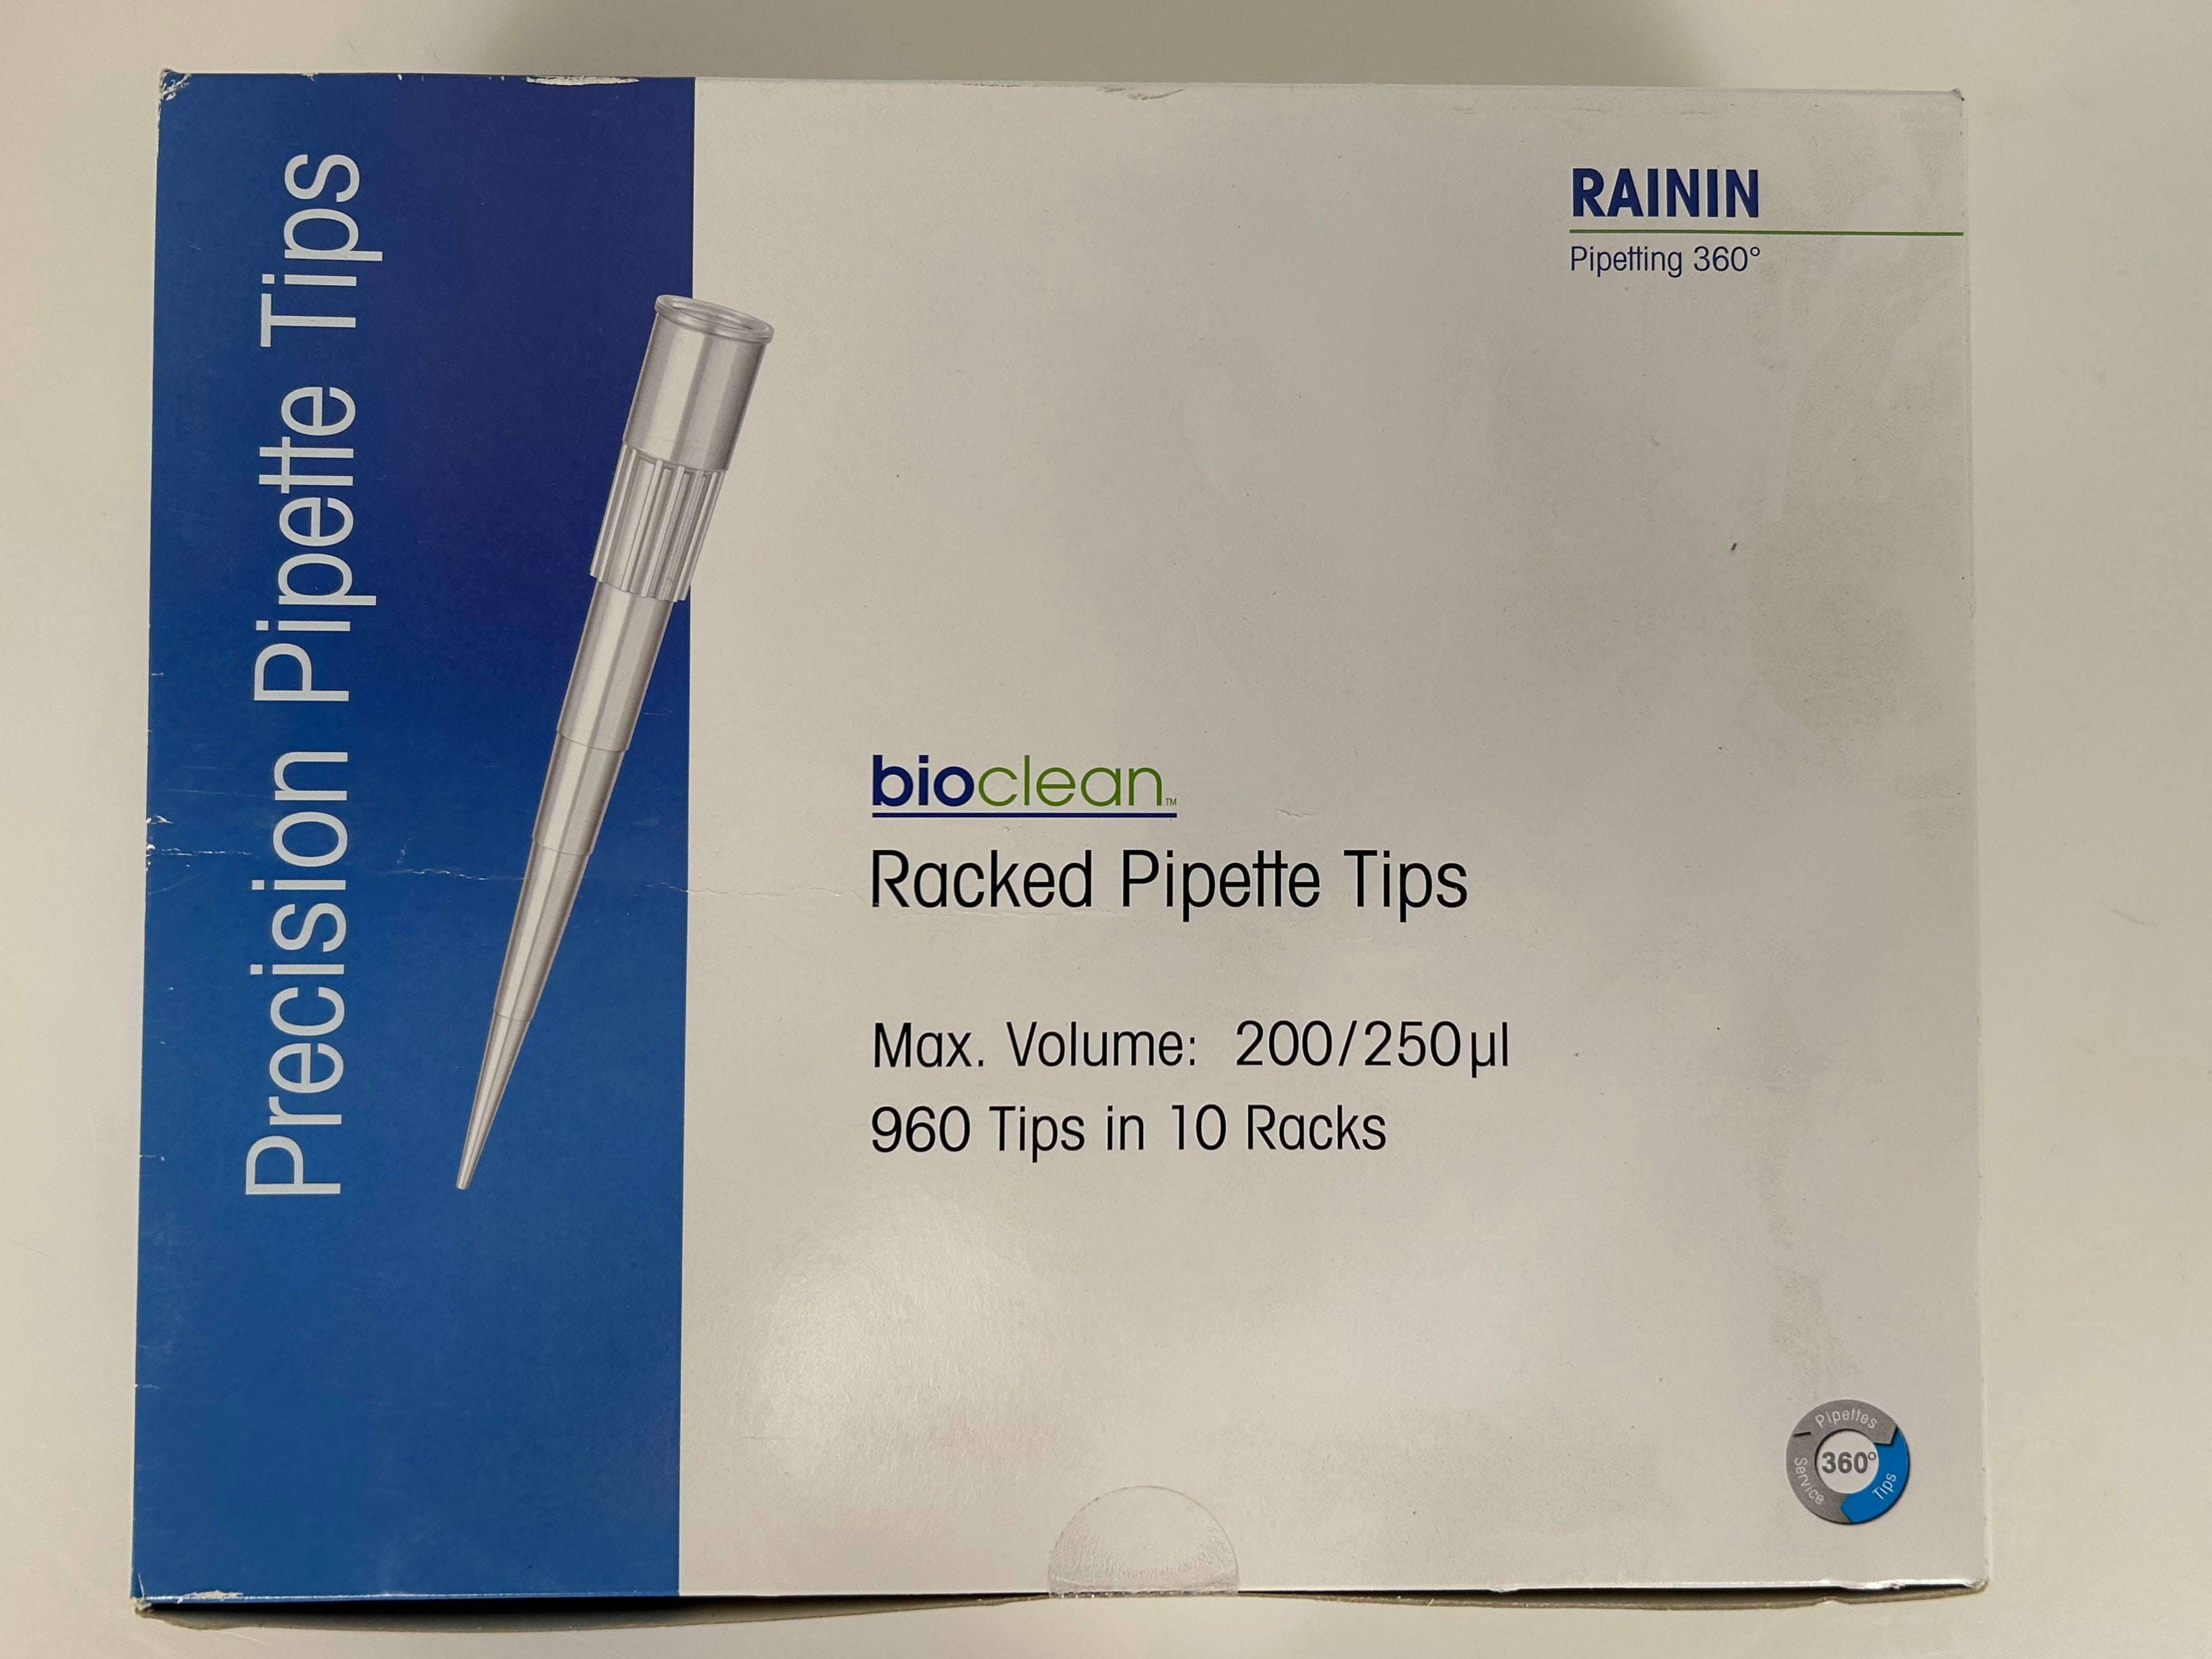 Precision Pipette Tips
RAININ
Pipetting 360°
bioclean™
Racked Pipette Tips
Max. Volume: 200/250µl
960 Tips in 10 Racks
Pipettes
360°
Service
Tips